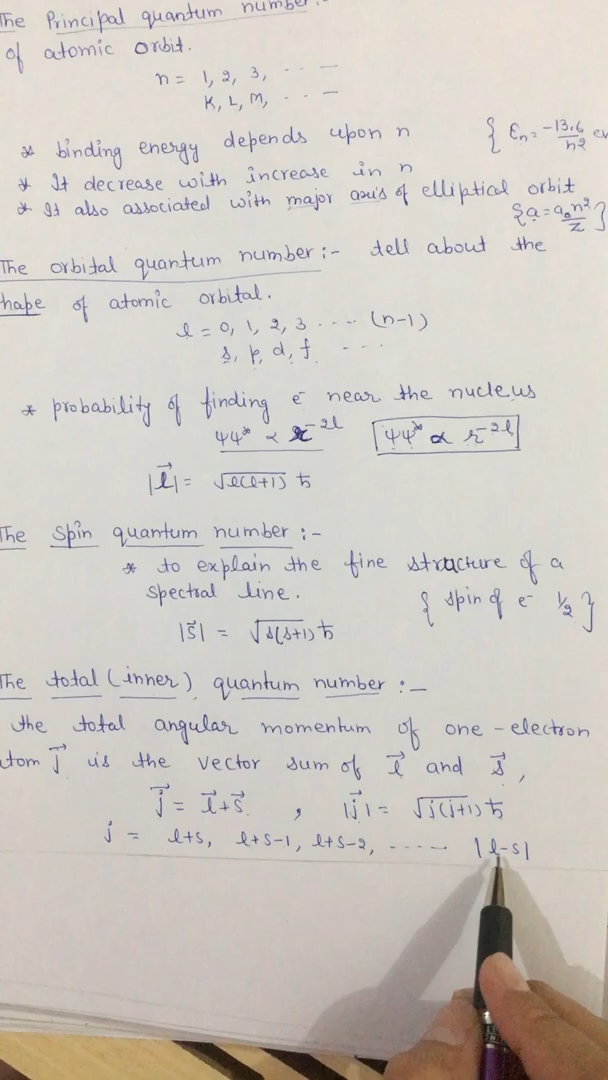 The Principal quantum number:-
of atomic orbit.
n = 1, 2, 3, ...
K, L, M, ...
* binding energy depends upon n { En = -13.6/n² ev
* It decrease with increase in n
* It also associated with major axis of elliptical orbit
{a = a₀n²/Z}
The orbital quantum number :- tell about the
hape of atomic orbital.
l = 0, 1, 2, 3 .... (n-1)
s, p, d, f ...
* probability of finding e⁻ near the nucleus
ψψ* ∝ r⁻²ˡ ψψ* ∝ r⁻²ˡ
|l⃗| = √l(l+1) ħ
The Spin quantum number :-
* to explain the fine structure of a
spectral line. { spin of e⁻ 1/2 }
|s⃗| = √s(s+1) ħ
The total (inner) quantum number :-
the total angular momentum of one-electron
atom j⃗ is the vector sum of l⃗ and s⃗,
j⃗ = l⃗+s⃗ , |j⃗| = √j(j+1) ħ
j = l+s, l+s-1, l+s-2, ..... |l-s|